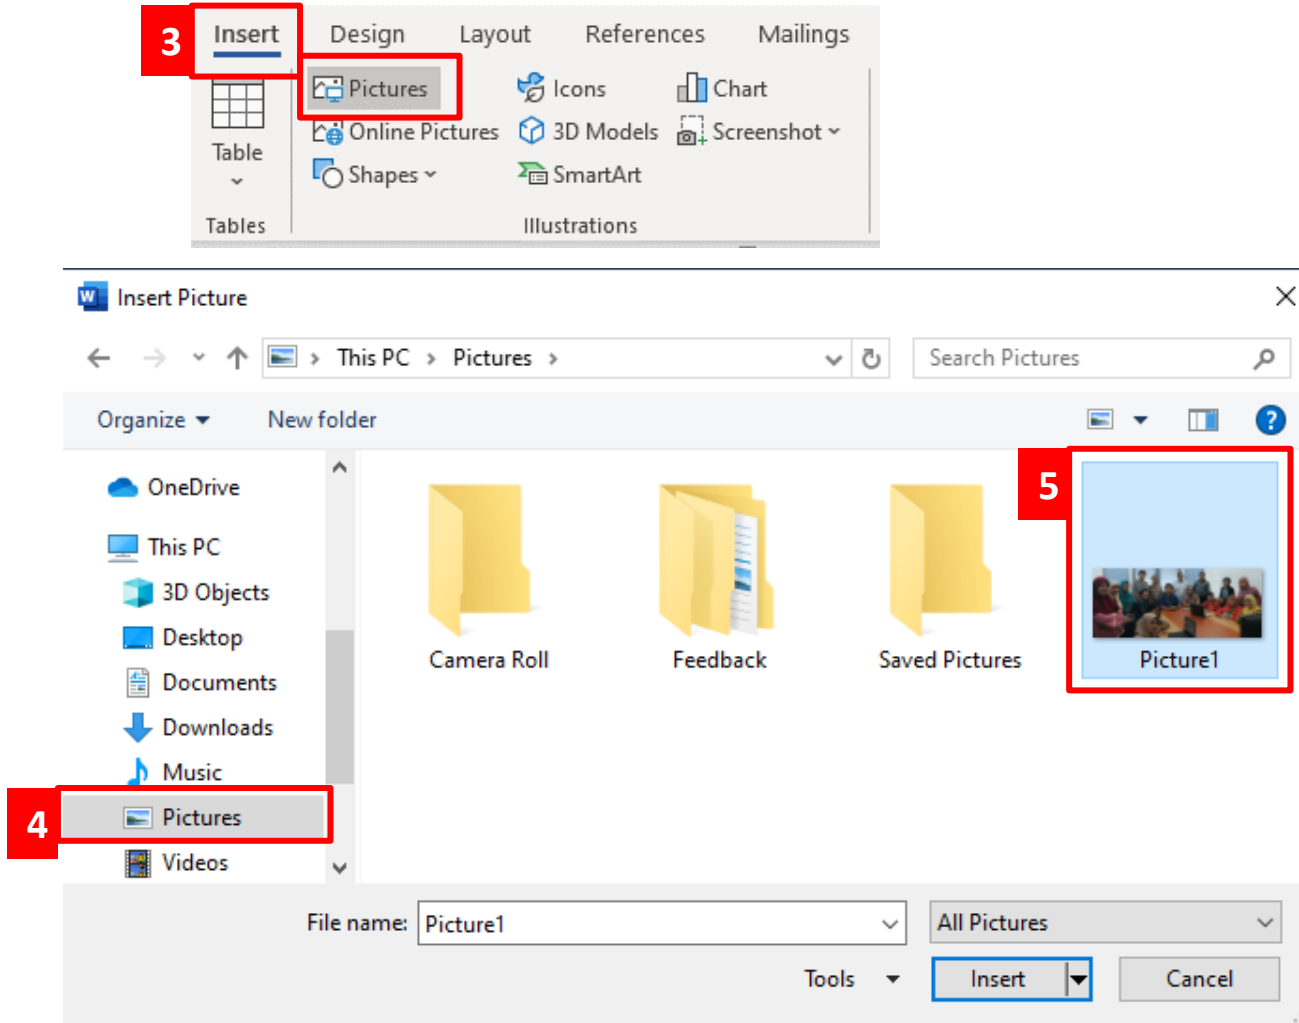 3
Insert Design Layout References Mailings
Pictures Icons Chart
Online Pictures 3D Models Screenshot
Table
Shapes SmartArt
Tables Illustrations
W Insert Picture
This PC > Pictures >
Search Pictures
Organize New folder
?
OneDrive
This PC
3D Objects
Desktop
Documents
Downloads
Music
4
Pictures
Videos
Camera Roll
Feedback
Saved Pictures
5
Picture1
File name: Picture1
All Pictures
Tools Insert Cancel